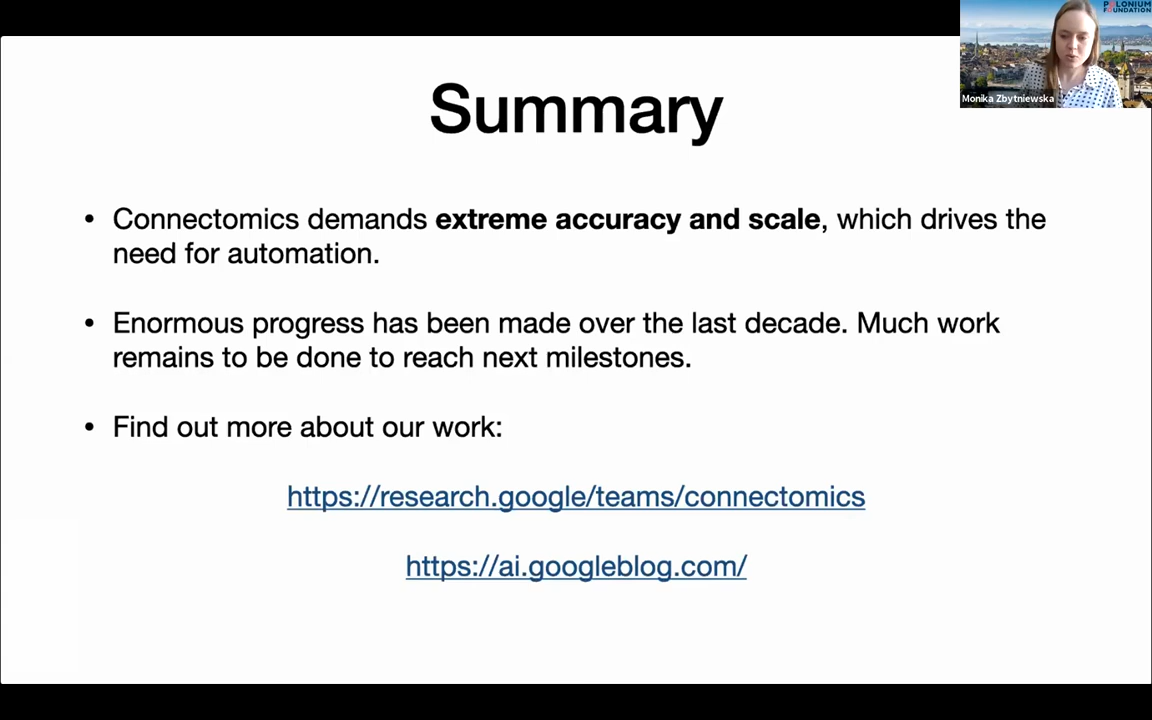 POLONIUM
FOUNDATION
Monika Zbytniewska
Summary
• Connectomics demands extreme accuracy and scale, which drives the
need for automation.
• Enormous progress has been made over the last decade. Much work
remains to be done to reach next milestones.
• Find out more about our work:
https://research.google/teams/connectomics
https://ai.googleblog.com/